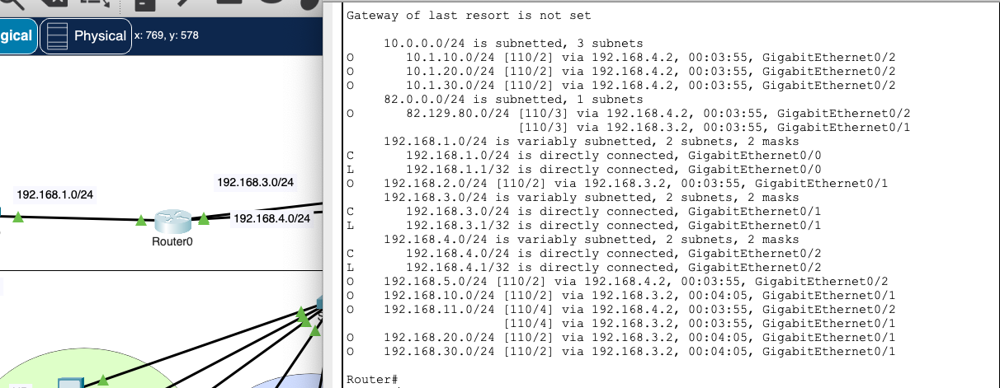 gical
Physical x: 769, y: 578
192.168.3.0/24
192.168.1.0/24
192.168.4.0/24
Router0
Gateway of last resort is not set
10.0.0.0/24 is subnetted, 3 subnets
O 10.1.10.0/24 [110/2] via 192.168.4.2, 00:03:55, GigabitEthernet0/2
O 10.1.20.0/24 [110/2] via 192.168.4.2, 00:03:55, GigabitEthernet0/2
O 10.1.30.0/24 [110/2] via 192.168.4.2, 00:03:55, GigabitEthernet0/2
82.0.0.0/24 is subnetted, 1 subnets
O 82.129.80.0/24 [110/3] via 192.168.4.2, 00:03:55, GigabitEthernet0/2
[110/3] via 192.168.3.2, 00:03:55, GigabitEthernet0/1
192.168.1.0/24 is variably subnetted, 2 subnets, 2 masks
C 192.168.1.0/24 is directly connected, GigabitEthernet0/0
L 192.168.1.1/32 is directly connected, GigabitEthernet0/0
O 192.168.2.0/24 [110/2] via 192.168.3.2, 00:03:55, GigabitEthernet0/1
192.168.3.0/24 is variably subnetted, 2 subnets, 2 masks
C 192.168.3.0/24 is directly connected, GigabitEthernet0/1
L 192.168.3.1/32 is directly connected, GigabitEthernet0/1
192.168.4.0/24 is variably subnetted, 2 subnets, 2 masks
C 192.168.4.0/24 is directly connected, GigabitEthernet0/2
L 192.168.4.1/32 is directly connected, GigabitEthernet0/2
O 192.168.5.0/24 [110/2] via 192.168.4.2, 00:03:55, GigabitEthernet0/2
O 192.168.10.0/24 [110/2] via 192.168.3.2, 00:04:05, GigabitEthernet0/1
O 192.168.11.0/24 [110/4] via 192.168.4.2, 00:03:55, GigabitEthernet0/2
[110/4] via 192.168.3.2, 00:03:55, GigabitEthernet0/1
O 192.168.20.0/24 [110/2] via 192.168.3.2, 00:04:05, GigabitEthernet0/1
O 192.168.30.0/24 [110/2] via 192.168.3.2, 00:04:05, GigabitEthernet0/1
Router#